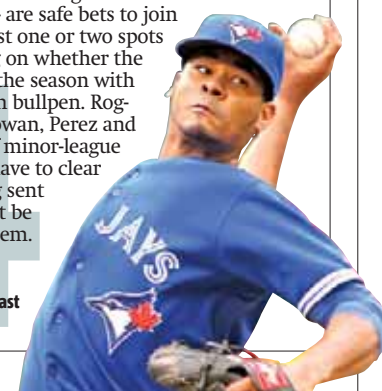 are safe bets to join
st one or two spots
on whether the
the season with
bullpen. Rog-
owan, Perez and
minor-league
ave to clear
sent
t be
em.
ast
JAYS